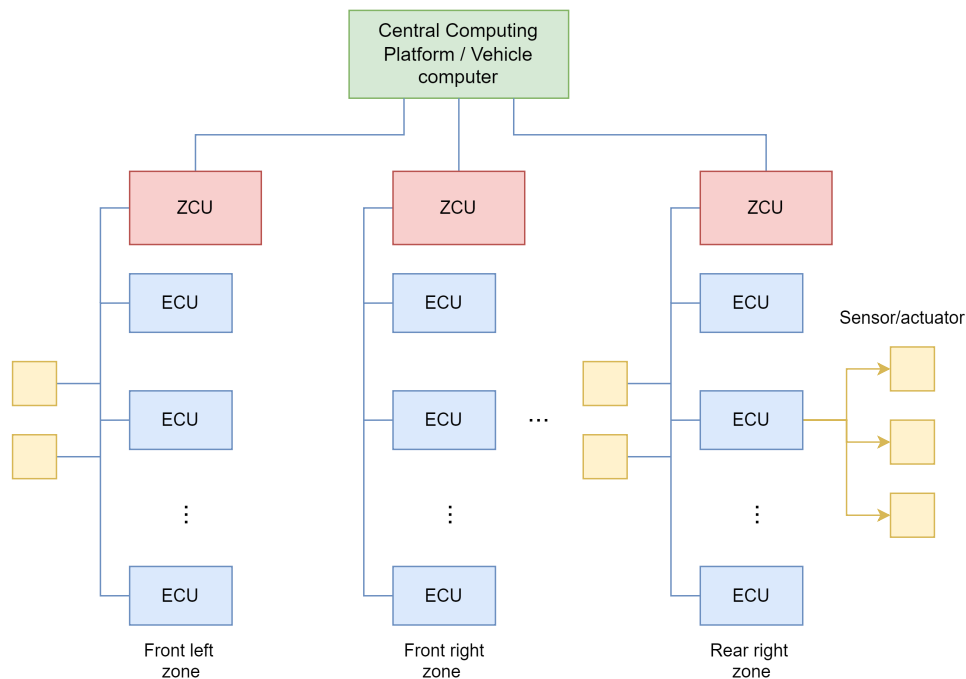 Central Computing
Platform / Vehicle
computer
ZCU
ZCU
ZCU
ECU
ECU
ECU
Sensor/actuator
ECU
ECU
...
ECU
⋮
⋮
⋮
ECU
ECU
ECU
Front left
zone
Front right
zone
Rear right
zone